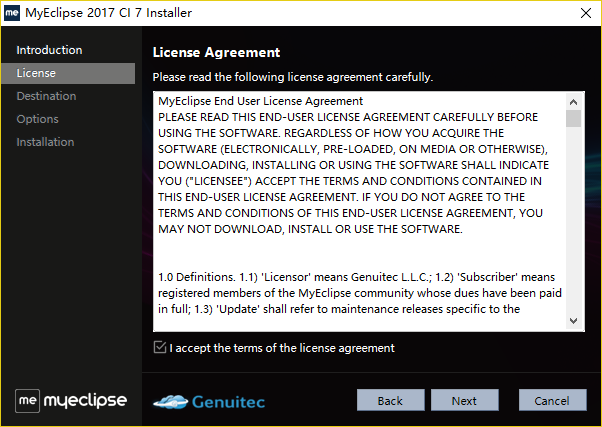 me MyEclipse 2017 CI 7 Installer
Introduction
License
Destination
Options
Installation
License Agreement
Please read the following license agreement carefully.
MyEclipse End User License Agreement
PLEASE READ THIS END-USER LICENSE AGREEMENT CAREFULLY BEFORE
USING THE SOFTWARE. REGARDLESS OF HOW YOU ACQUIRE THE
SOFTWARE (ELECTRONICALLY, PRE-LOADED, ON MEDIA OR OTHERWISE),
DOWNLOADING, INSTALLING OR USING THE SOFTWARE SHALL INDICATE
YOU ("LICENSEE") ACCEPT THE TERMS AND CONDITIONS CONTAINED IN
THIS END-USER LICENSE AGREEMENT. IF YOU DO NOT AGREE TO THE
TERMS AND CONDITIONS OF THIS END-USER LICENSE AGREEMENT, YOU
MAY NOT DOWNLOAD, INSTALL OR USE THE SOFTWARE.
1.0 Definitions. 1.1) 'Licensor' means Genuitec L.L.C.; 1.2) 'Subscriber' means
registered members of the MyEclipse community whose dues have been paid
in full; 1.3) 'Update' shall refer to maintenance releases specific to the
I accept the terms of the license agreement
me myeclipse
Genuitec
Back
Next
Cancel